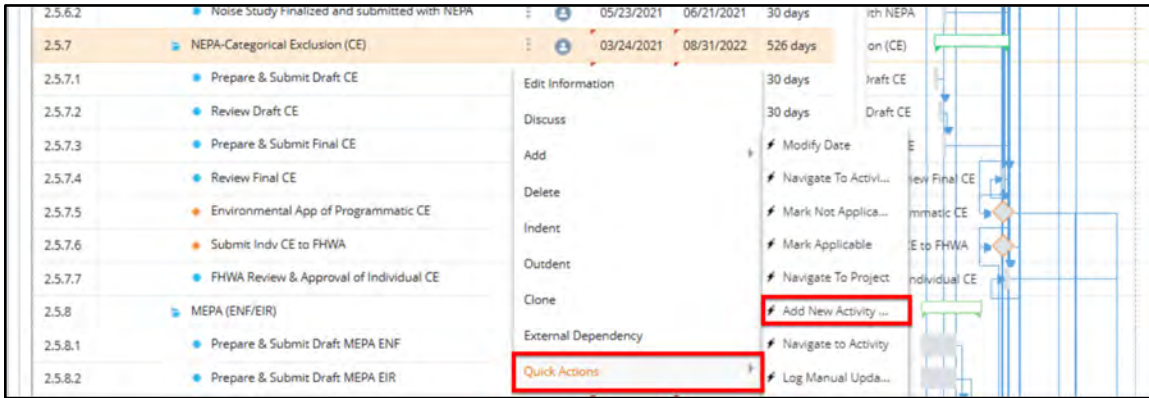 2.5.6.2 Noise Study Finalized and submitted with NEPA 05/23/2021 06/21/2021 30 days ith NEPA
2.5.7 NEPA-Categorical Exclusion (CE) 03/24/2021 08/31/2022 526 days on (CE)
2.5.7.1 Prepare & Submit Draft CE Edit Information 30 days Draft CE
2.5.7.2 Review Draft CE Discuss 30 days Draft CE
2.5.7.3 Prepare & Submit Final CE Add Modify Date E
2.5.7.4 Review Final CE Delete Navigate To Activi... ew Final CE
2.5.7.5 Environmental App of Programmatic CE Indent Mark Not Applica... mmatic CE
2.5.7.6 Submit Indv CE to FHWA Outdent Mark Applicable E to FHWA
2.5.7.7 FHWA Review & Approval of Individual CE Clone Navigate To Project ndividual CE
2.5.8 MEPA (ENF/EIR) External Dependency Add New Activity ...
2.5.8.1 Prepare & Submit Draft MEPA ENF Navigate to Activity
2.5.8.2 Prepare & Submit Draft MEPA EIR Quick Actions Log Manual Upda...